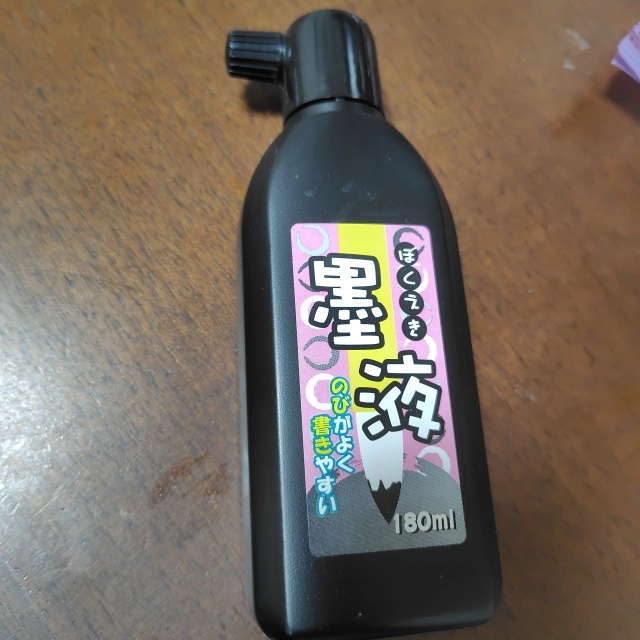 ぼくえき
墨液
のびがよく
書きやすい
180ml